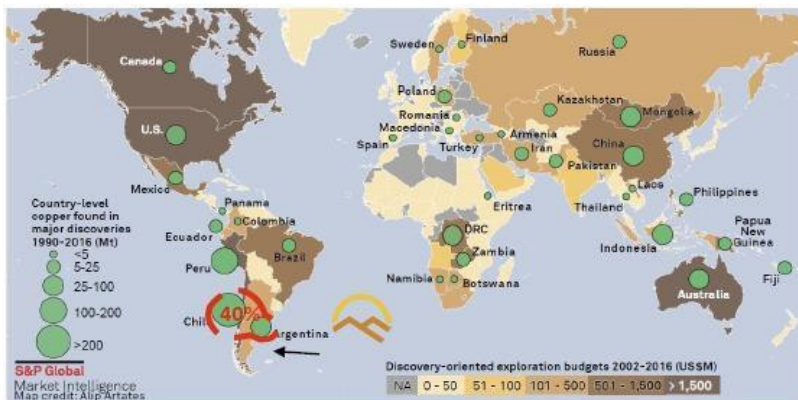 Canada
U.S.
Mexico
Panama
Colombia
Ecuador
Peru
Brazil
Chil
40%
Argentina
Sweden
Finland
Russia
Poland
Romania
Macedonia
Spain
Turkey
Armenia
Kazakhstan
Mongolia
China
Iran
Pakistan
Laos
Thailand
Philippines
Eritrea
DRC
Zambia
Namibia
Botswana
Indonesia
Papua
New
Guinea
Fiji
Australia
Country-level
copper found in
major discoveries
1990-2016 (Mt)
<5
5-25
25-100
100-200
>200
S&P Global
Market Intelligence
Map credit: Alip Artates
Discovery-oriented exploration budgets 2002-2016 (US$M)
NA 0 - 50 51 - 100 101 - 500 501 - 1,500 > 1,500